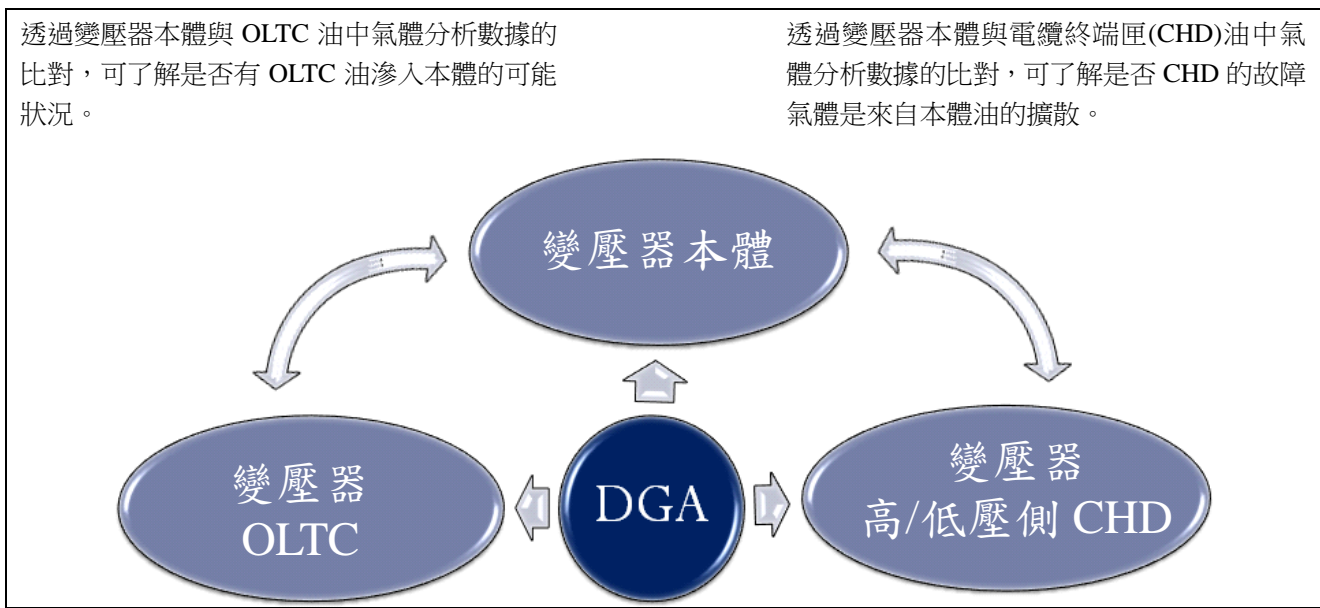 透過變壓器本體與 OLTC 油中氣體分析數據的
比對，可了解是否有 OLTC 油滲入本體的可能
狀況。
透過變壓器本體與電纜終端匣(CHD)油中氣
體分析數據的比對，可了解是否 CHD 的故障
氣體是來自本體油的擴散。
變壓器本體
變壓器
OLTC
DGA
變壓器
高/低壓側 CHD